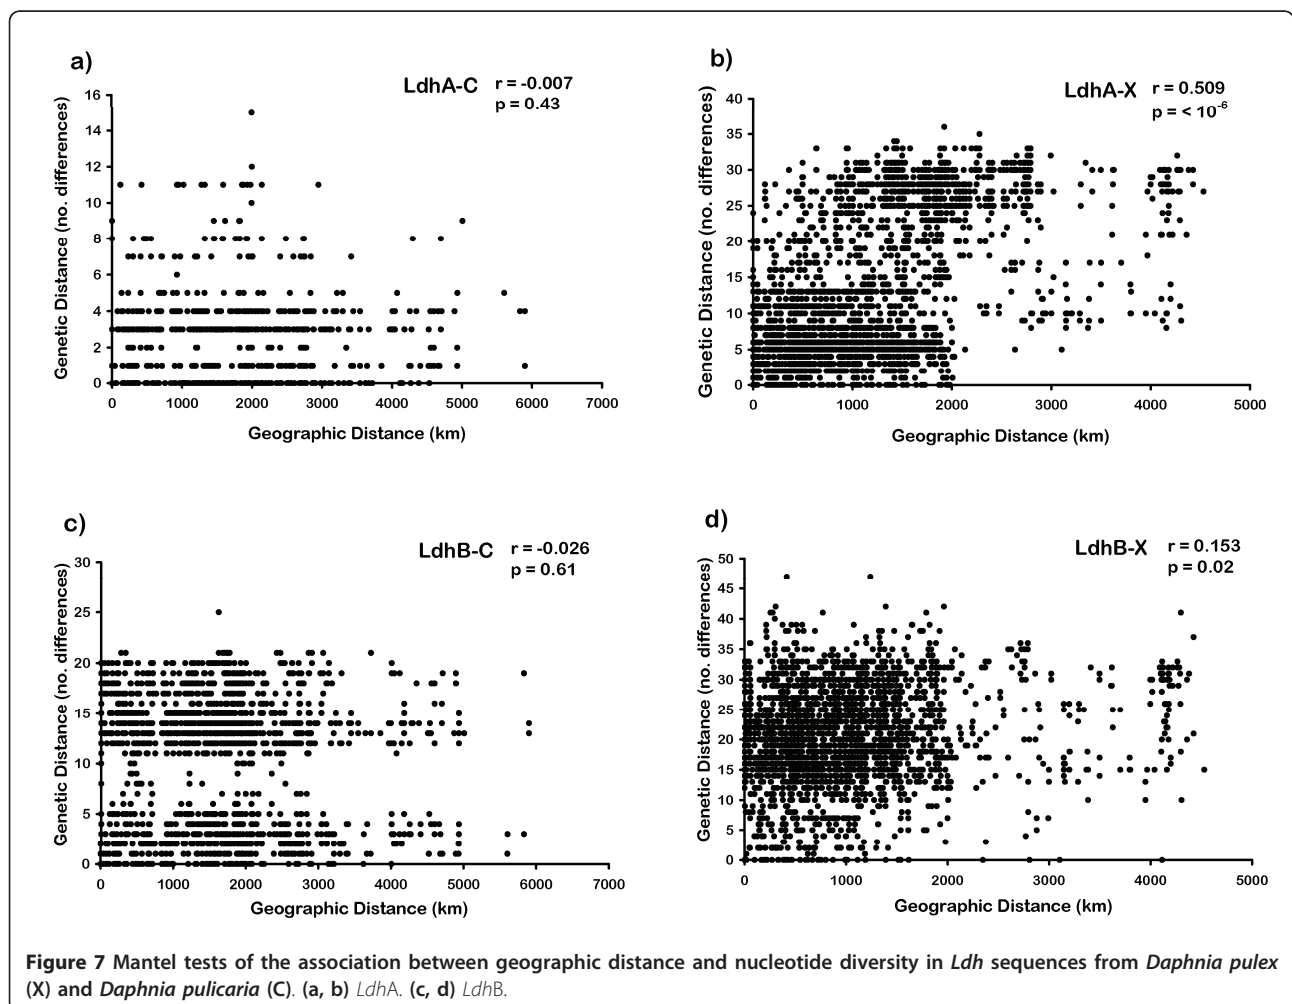 a)
LdhA-C
r = -0.007
p = 0.43
Genetic Distance (no. differences)
16
14
12
10
8
6
4
2
0
0 1000 2000 3000 4000 5000 6000 7000
Geographic Distance (km)
b)
LdhA-X
r = 0.509
p = < 10-6
Genetic Distance (no. differences)
40
35
30
25
20
15
10
5
0
0 1000 2000 3000 4000 5000
Geographic Distance (km)
c)
LdhB-C
r = -0.026
p = 0.61
Genetic Distance (no. differences)
30
25
20
15
10
5
0
0 1000 2000 3000 4000 5000 6000 7000
Geographic Distance (km)
d)
LdhB-X
r = 0.153
p = 0.02
Genetic Distance (no. differences)
50
45
40
35
30
25
20
15
10
5
0
0 1000 2000 3000 4000 5000
Geographic Distance (km)
Figure 7 Mantel tests of the association between geographic distance and nucleotide diversity in Ldh sequences from Daphnia pulex
(X) and Daphnia pulicaria (C). (a, b) LdhA. (c, d) LdhB.